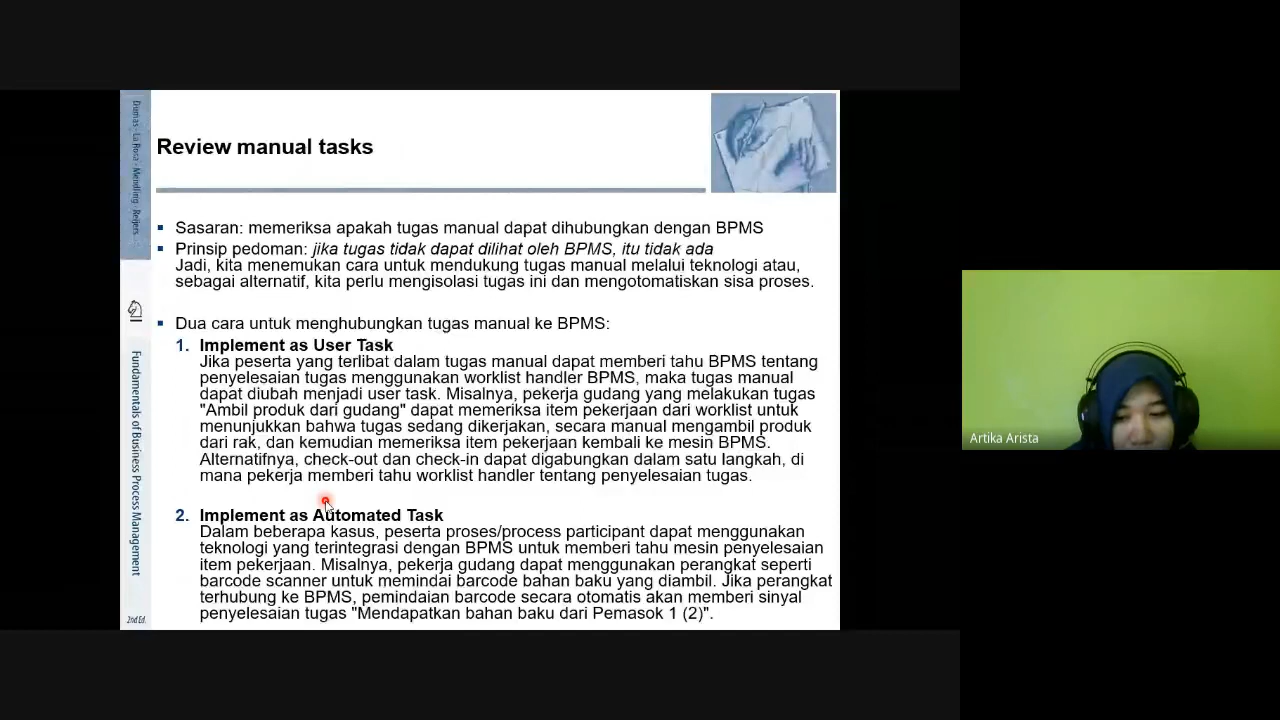 Dumas · La Rosa · Mendling · Reijers
Review manual tasks
Sasaran: memeriksa apakah tugas manual dapat dihubungkan dengan BPMS
Prinsip pedoman: jika tugas tidak dapat dilihat oleh BPMS, itu tidak ada
Jadi, kita menemukan cara untuk mendukung tugas manual melalui teknologi atau,
sebagai alternatif, kita perlu mengisolasi tugas ini dan mengotomatiskan sisa proses.
Dua cara untuk menghubungkan tugas manual ke BPMS:
1. Implement as User Task
Jika peserta yang terlibat dalam tugas manual dapat memberi tahu BPMS tentang
penyelesaian tugas menggunakan worklist handler BPMS, maka tugas manual
dapat diubah menjadi user task. Misalnya, pekerja gudang yang melakukan tugas
"Ambil produk dari gudang" dapat memeriksa item pekerjaan dari worklist untuk
menunjukkan bahwa tugas sedang dikerjakan, secara manual mengambil produk
dari rak, dan kemudian memeriksa item pekerjaan kembali ke mesin BPMS.
Alternatifnya, check-out dan check-in dapat digabungkan dalam satu langkah, di
mana pekerja memberi tahu worklist handler tentang penyelesaian tugas.
2. Implement as Automated Task
Dalam beberapa kasus, peserta proses/process participant dapat menggunakan
teknologi yang terintegrasi dengan BPMS untuk memberi tahu mesin penyelesaian
item pekerjaan. Misalnya, pekerja gudang dapat menggunakan perangkat seperti
barcode scanner untuk memindai barcode bahan baku yang diambil. Jika perangkat
terhubung ke BPMS, pemindaian barcode secara otomatis akan memberi sinyal
penyelesaian tugas "Mendapatkan bahan baku dari Pemasok 1 (2)".
Fundamentals of Business Process Management
2nd Ed.
Artika Arista